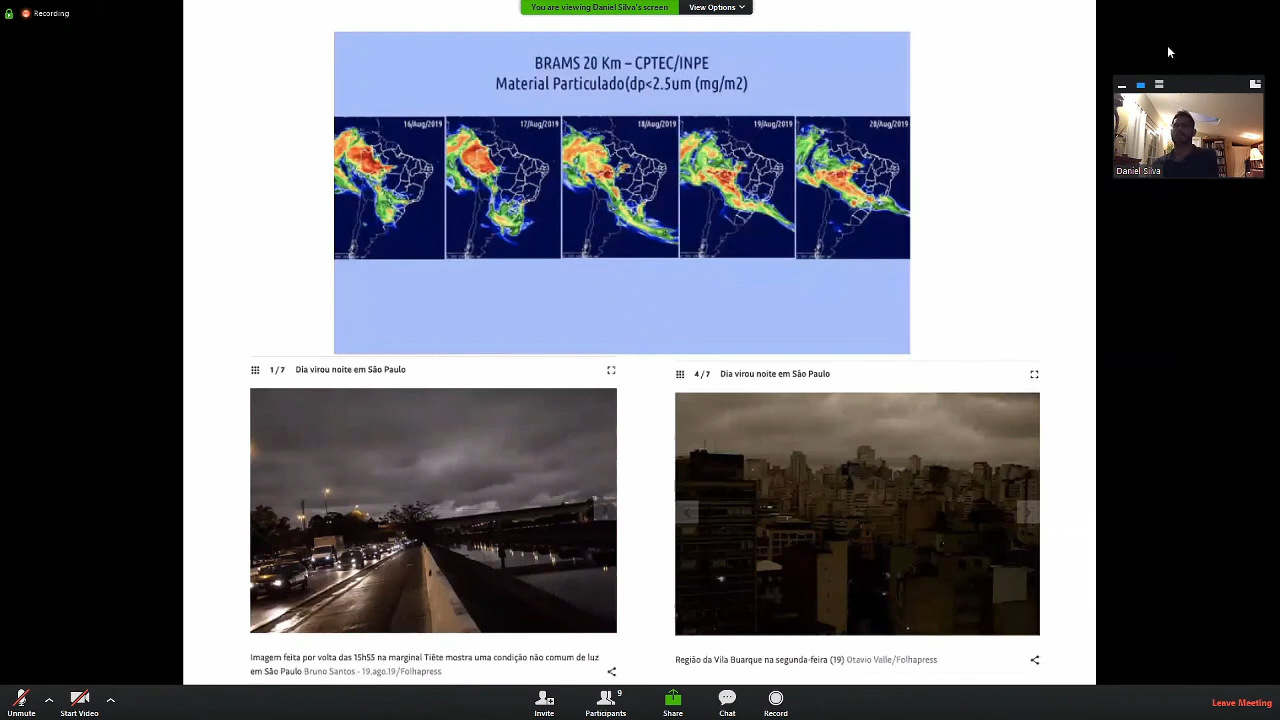 Recording
You are viewing Daniel Silva's screen
View Options
BRAMS 20 Km – CPTEC/INPE
Material Particulado(dp<2.5um (mg/m2)
16/Aug/2019
17/Aug/2019
18/Aug/2019
19/Aug/2019
20/Aug/2019
Daniel Silva
1 / 7 Dia virou noite em São Paulo
4 / 7 Dia virou noite em São Paulo
Imagem feita por volta das 15h55 na marginal Tiête mostra uma condição não comum de luz
em São Paulo Bruno Santos - 19.ago.19/Folhapress
Região da Vila Buarque na segunda-feira (19) Otavio Valle/Folhapress
Unmute
Start Video
Invite
9
Participants
Share
Chat
Record
Leave Meeting